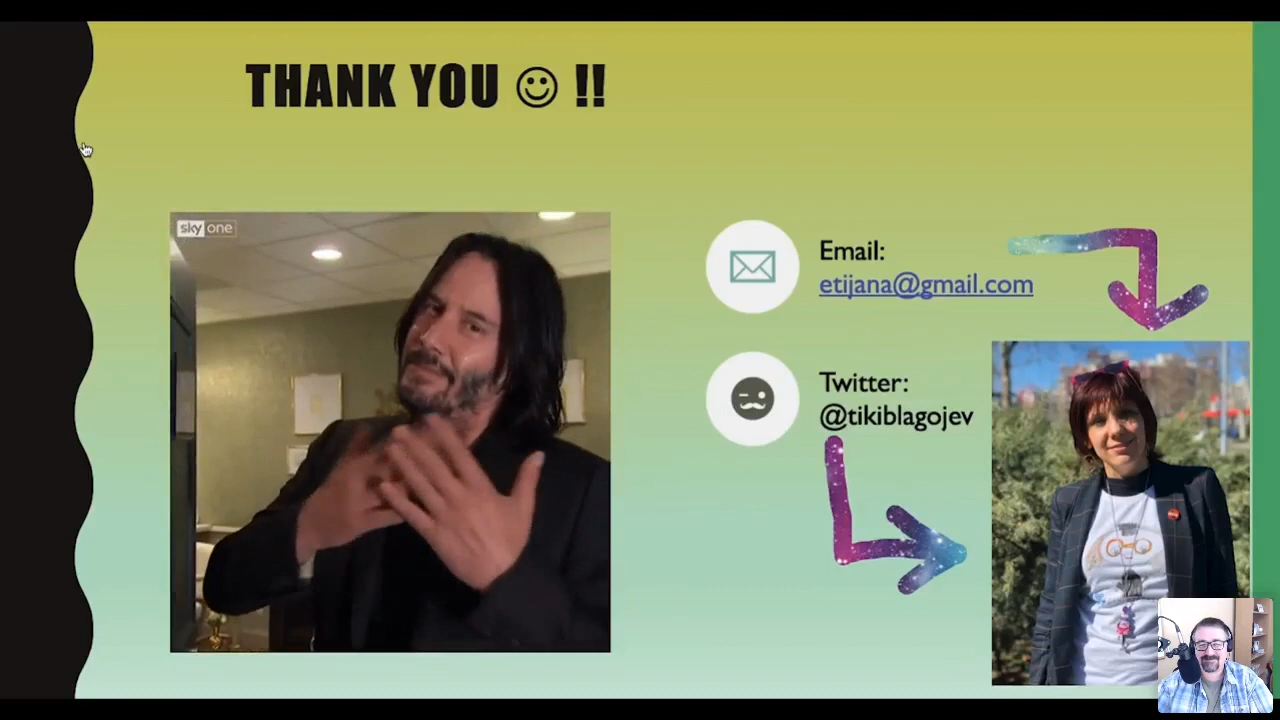 THANK YOU ☺ !!
sky one
Email:
etijana@gmail.com
Twitter:
@tikiblagojev